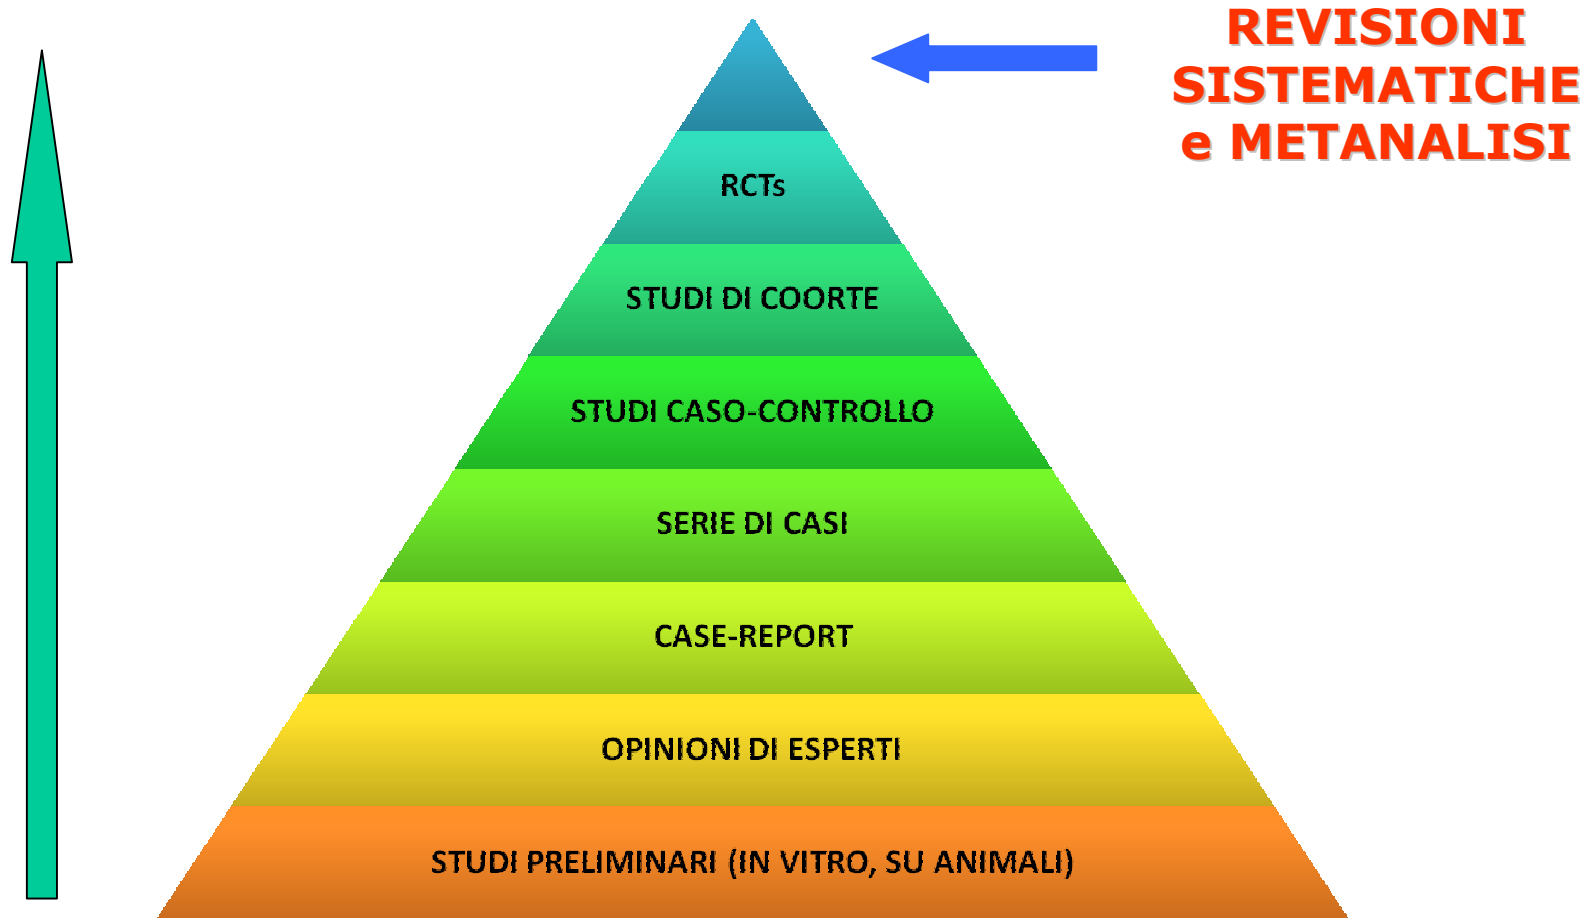 REVISIONI
SISTEMATICHE
e METANALISI
RCTs
STUDI DI COORTE
STUDI CASO-CONTROLLO
SERIE DI CASI
CASE-REPORT
OPINIONI DI ESPERTI
STUDI PRELIMINARI (IN VITRO, SU ANIMALI)